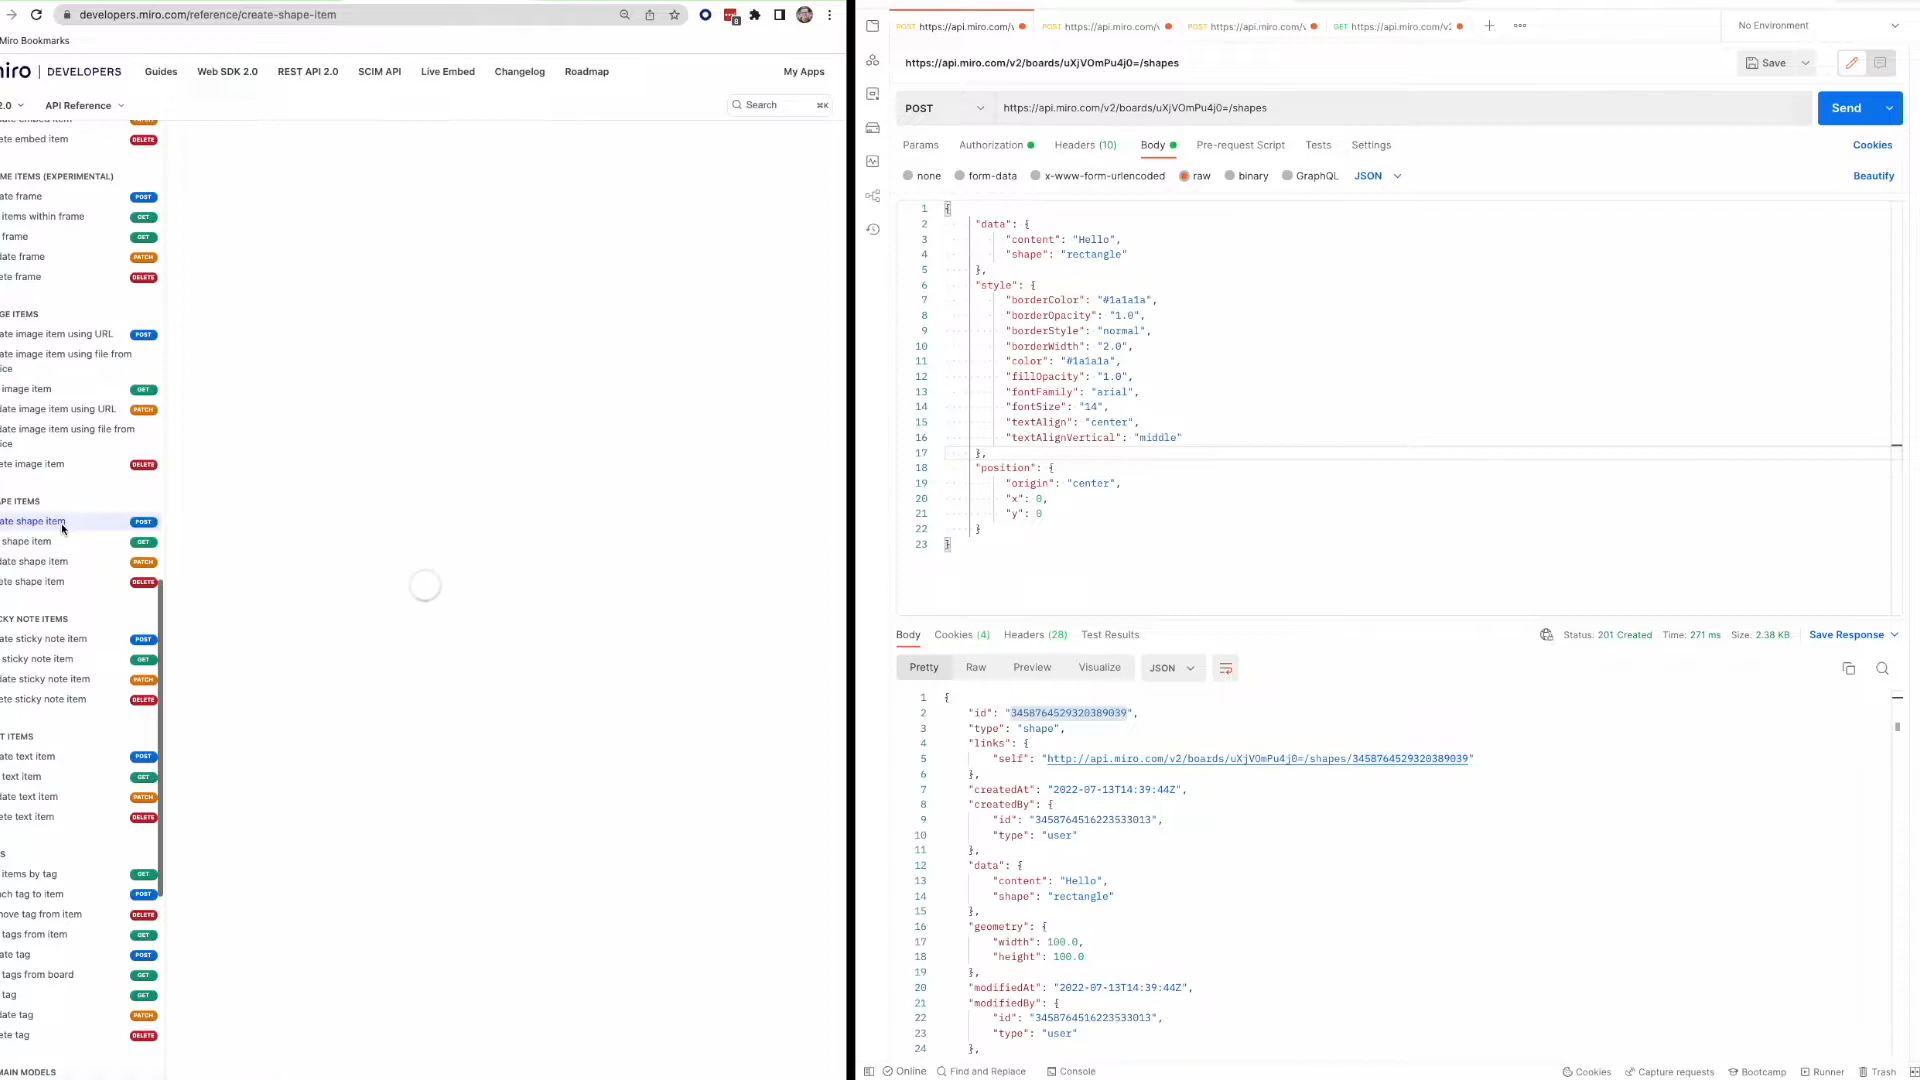 developers.miro.com/reference/create-shape-item
Miro Bookmarks
miro | DEVELOPERS
Guides
Web SDK 2.0
REST API 2.0
SCIM API
Live Embed
Changelog
Roadmap
My Apps
2.0
API Reference
Search
⌘K
ete embed item DELETE
ME ITEMS (EXPERIMENTAL)
ate frame POST
items within frame GET
frame GET
date frame PATCH
ete frame DELETE
GE ITEMS
ate image item using URL POST
ate image item using file from
ice
image item GET
date image item using URL PATCH
date image item using file from
ice
ete image item DELETE
APE ITEMS
ate shape item POST
shape item GET
date shape item PATCH
ete shape item DELETE
CKY NOTE ITEMS
ate sticky note item POST
sticky note item GET
date sticky note item PATCH
ete sticky note item DELETE
T ITEMS
ate text item POST
text item GET
date text item PATCH
ete text item DELETE
S
items by tag GET
ach tag to item POST
move tag from item DELETE
tags from item GET
ate tag POST
tags from board GET
tag GET
date tag PATCH
ete tag DELETE
MAIN MODELS
POST https://api.miro.com/
POST https://api.miro.com/v
POST https://api.miro.com/
GET https://api.miro.com/v2
No Environment
https://api.miro.com/v2/boards/uXjVOmPu4j0=/shapes
Save
POST
https://api.miro.com/v2/boards/uXjVOmPu4j0=/shapes
Send
Params
Authorization
Headers (10)
Body
Pre-request Script
Tests
Settings
Cookies
none
form-data
x-www-form-urlencoded
raw
binary
GraphQL
JSON
Beautify
1 {
2 "data": {
3 "content": "Hello",
4 "shape": "rectangle"
5 },
6 "style": {
7 "borderColor": "#1a1a1a",
8 "borderOpacity": "1.0",
9 "borderStyle": "normal",
10 "borderWidth": "2.0",
11 "color": "#1a1a1a",
12 "fillOpacity": "1.0",
13 "fontFamily": "arial",
14 "fontSize": "14",
15 "textAlign": "center",
16 "textAlignVertical": "middle"
17 },
18 "position": {
19 "origin": "center",
20 "x": 0,
21 "y": 0
22 }
23 }
Body
Cookies (4)
Headers (28)
Test Results
Status: 201 Created
Time: 271 ms
Size: 2.38 KB
Save Response
Pretty
Raw
Preview
Visualize
JSON
1 {
2 "id": "3458764529320389039",
3 "type": "shape",
4 "links": {
5 "self": "http://api.miro.com/v2/boards/uXjVOmPu4j0=/shapes/3458764529320389039"
6 },
7 "createdAt": "2022-07-13T14:39:44Z",
8 "createdBy": {
9 "id": "3458764516223533013",
10 "type": "user"
11 },
12 "data": {
13 "content": "Hello",
14 "shape": "rectangle"
15 },
16 "geometry": {
17 "width": 100.0,
18 "height": 100.0
19 },
20 "modifiedAt": "2022-07-13T14:39:44Z",
21 "modifiedBy": {
22 "id": "3458764516223533013",
23 "type": "user"
24 },
Online
Find and Replace
Console
Cookies
Capture requests
Bootcamp
Runner
Trash